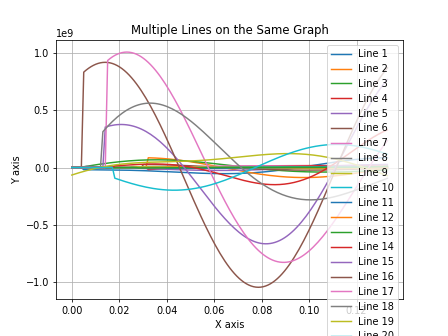 Multiple Lines on the Same Graph
1e9
1.0
0.5
0.0
−0.5
−1.0
Y axis
0.00
0.02
0.04
0.06
0.08
0.10
X axis
Line 1
Line 2
Line 3
Line 4
Line 5
Line 6
Line 7
Line 8
Line 9
Line 10
Line 11
Line 12
Line 13
Line 14
Line 15
Line 16
Line 17
Line 18
Line 19
Line 20